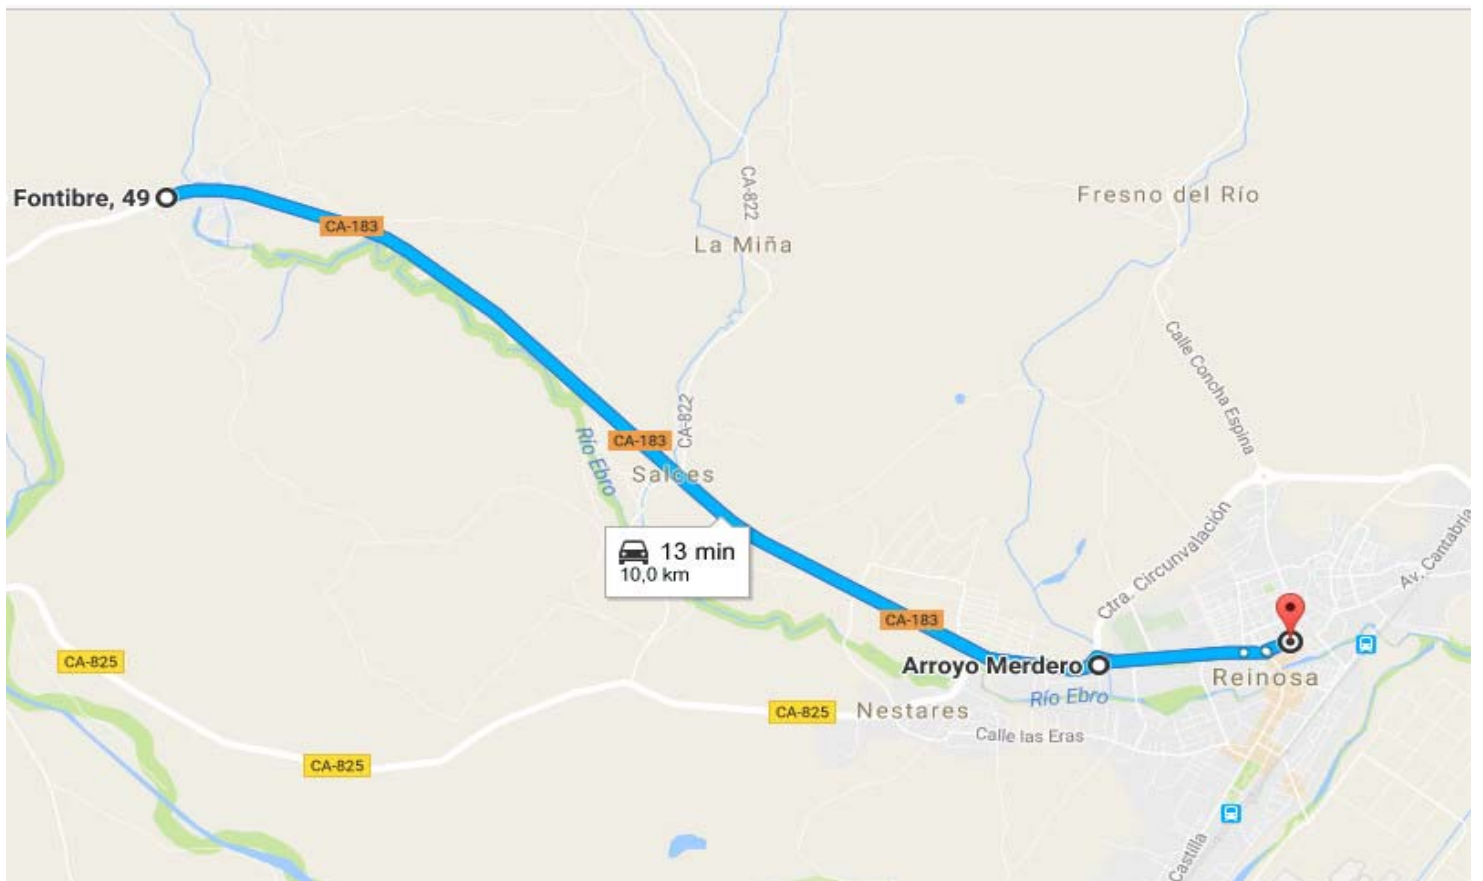 Fontibre, 49
CA-183
CA-822
La Miña
Fresno del Río
Calle Concha Espina
CA-822
CA-183
Salces
Río Ebro
13 min
10,0 km
Ctra. Circunvalación
Av. Cantabria
CA-183
Arroyo Merdero
Reinosa
Río Ebro
CA-825
CA-825
Nestares
Calle las Eras
CA-825
Castilla